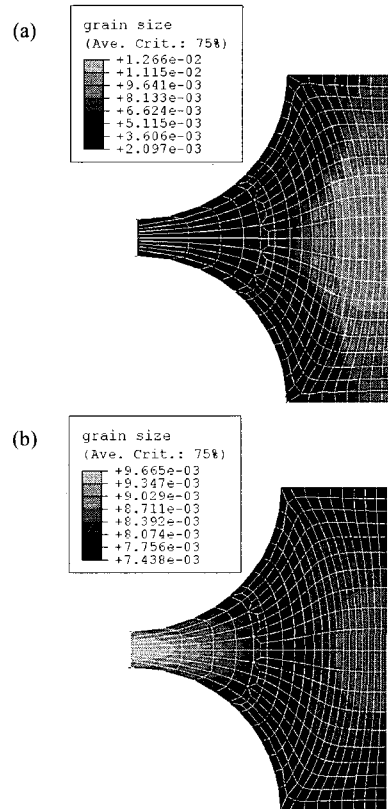 (a)
grain size
(Ave. Crit.: 75%)
+1.266e-02
+1.115e-02
+9.641e-03
+8.133e-03
+6.624e-03
+5.115e-03
+3.606e-03
+2.097e-03
(b)
grain size
(Ave. Crit.: 75%)
+9.665e-03
+9.347e-03
+9.029e-03
+8.711e-03
+8.392e-03
+8.074e-03
+7.756e-03
+7.438e-03